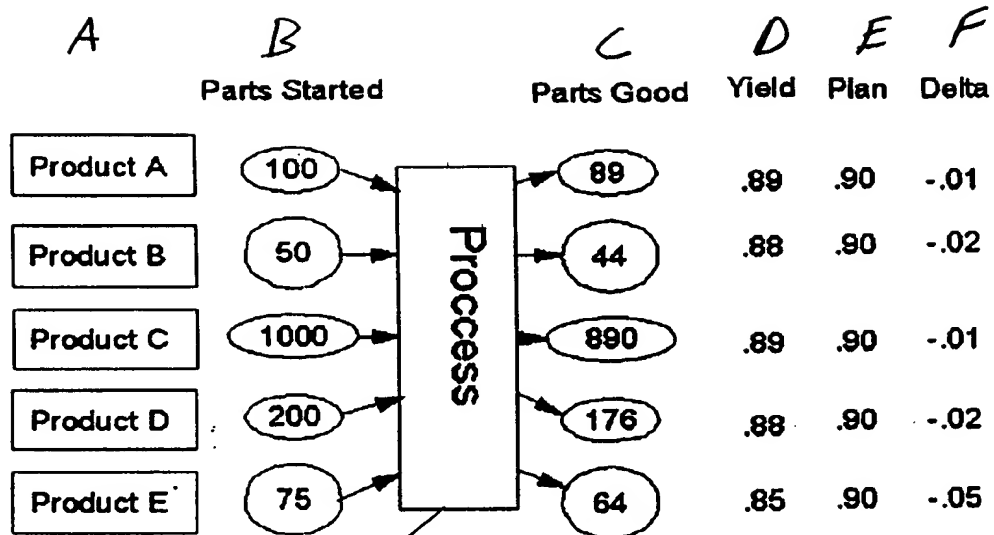 A B C D E F
Parts Started Parts Good Yield Plan Delta
Product A 100 89 .89 .90 -.01
Product B 50 44 .88 .90 -.02
Product C 1000 890 .89 .90 -.01
Product D 200 176 .88 .90 -.02
Product E 75 64 .85 .90 -.05
Proccess